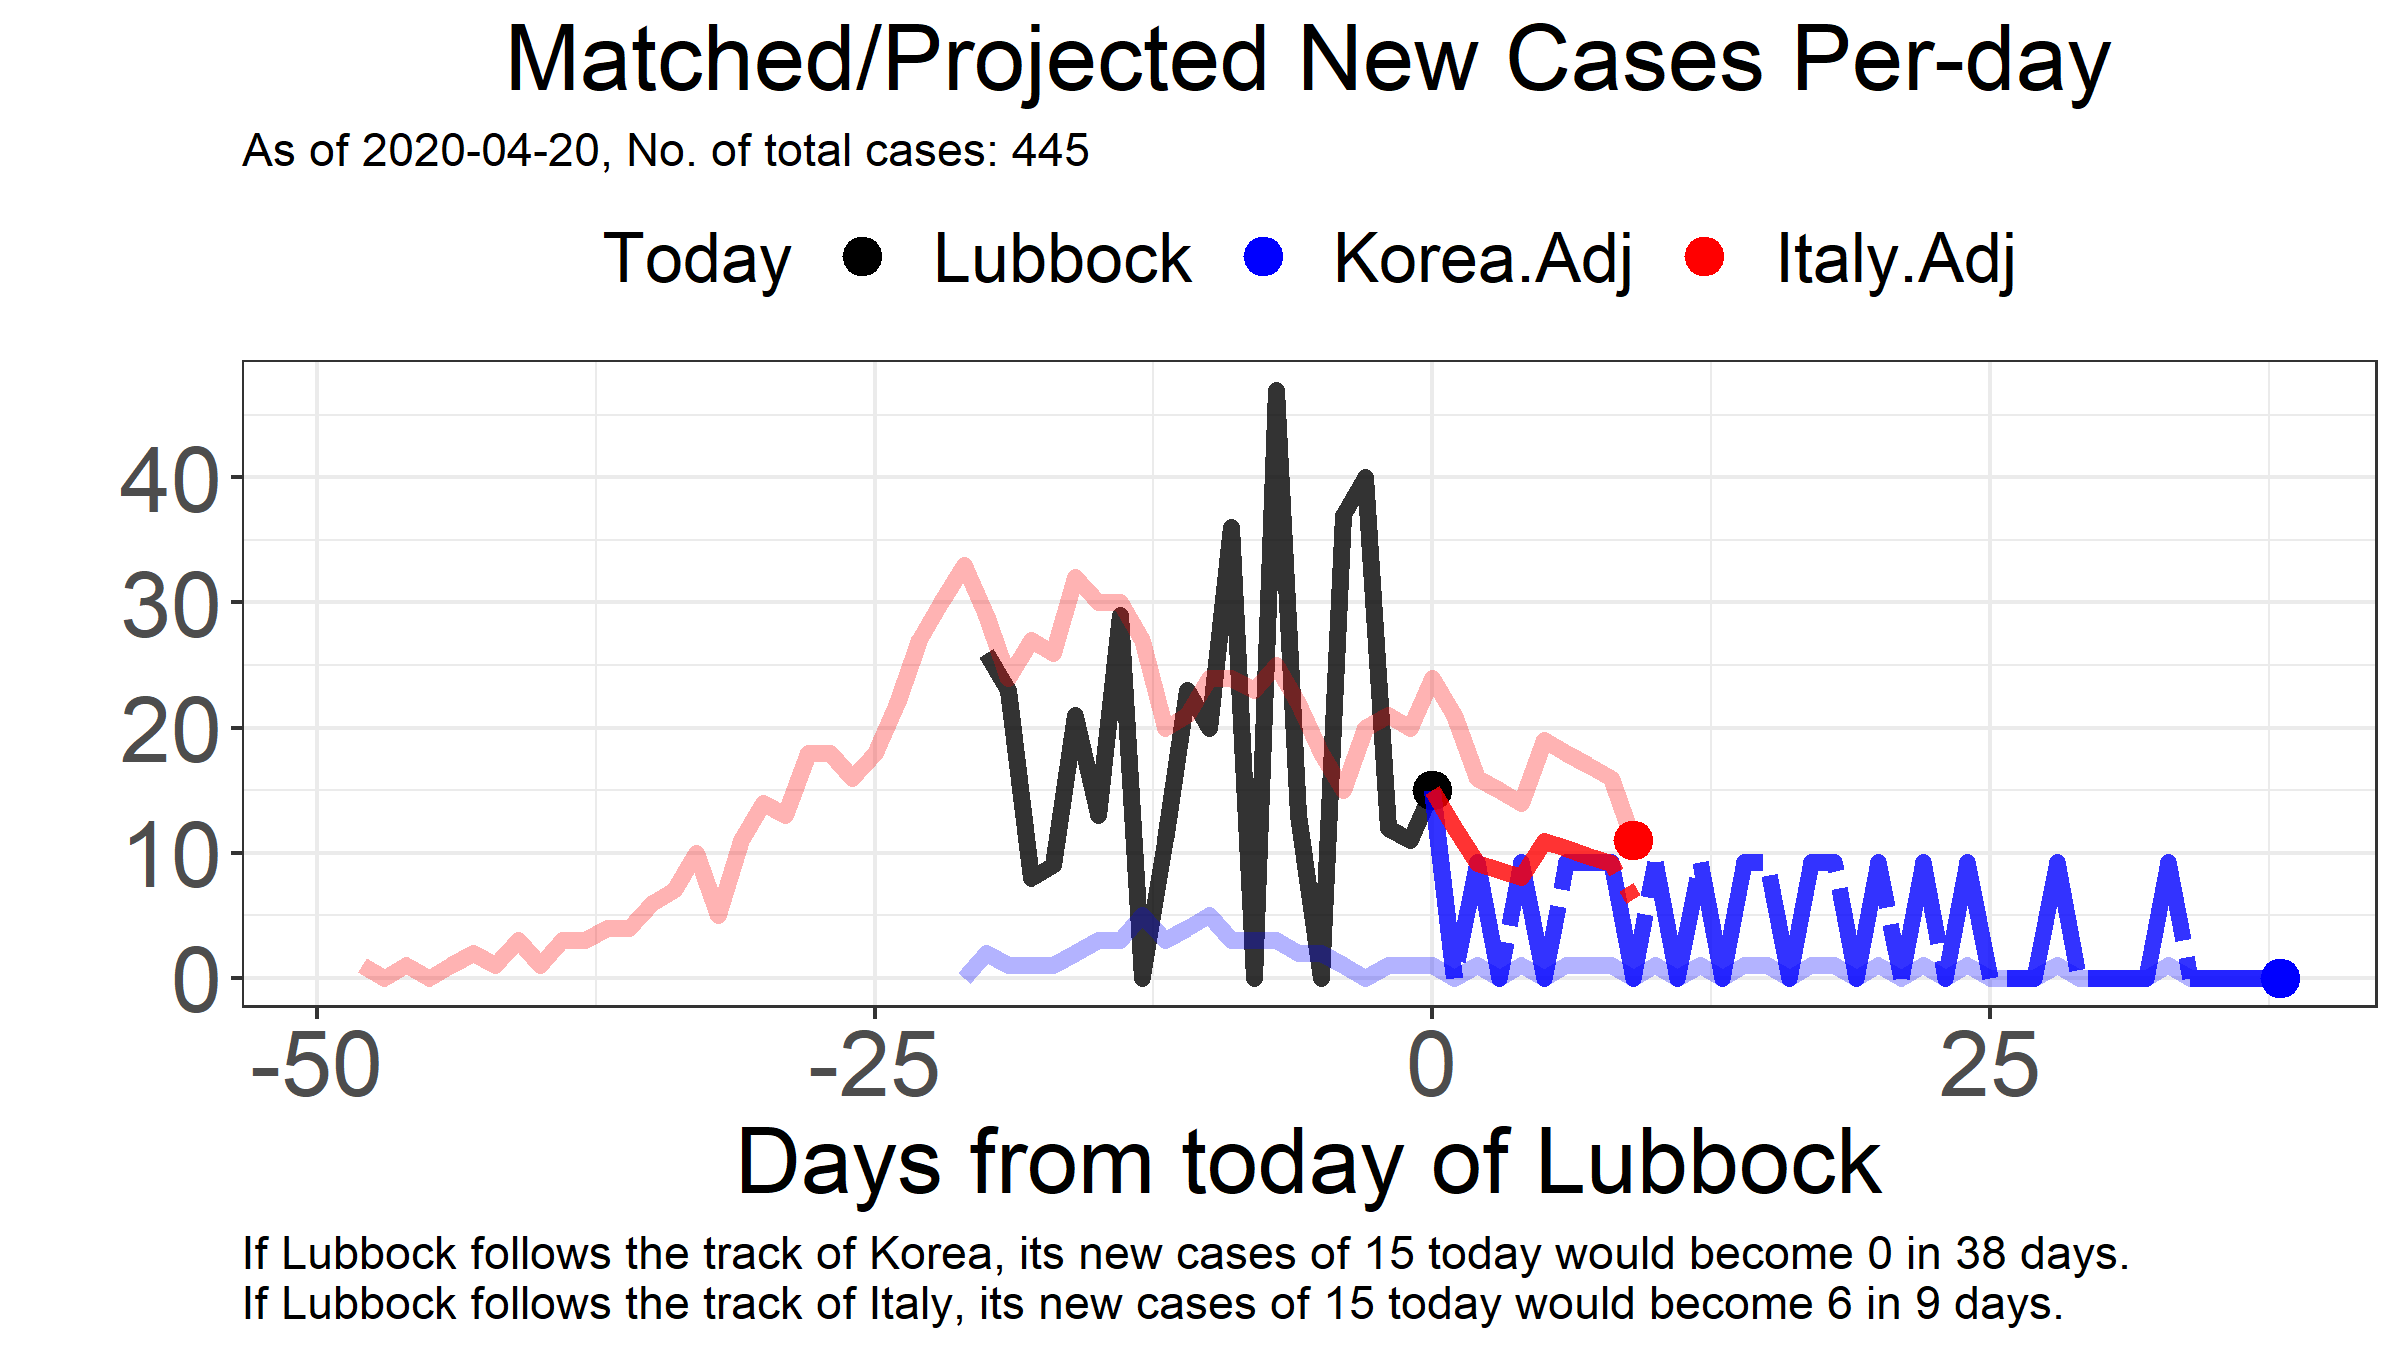 Matched/Projected New Cases Per-day
As of 2020-04-20, No. of total cases: 445
Today Lubbock Korea.Adj Italy.Adj
40
30
20
10
0
-50 -25 0 25
Days from today of Lubbock
If Lubbock follows the track of Korea, its new cases of 15 today would become 0 in 38 days.
If Lubbock follows the track of Italy, its new cases of 15 today would become 6 in 9 days.